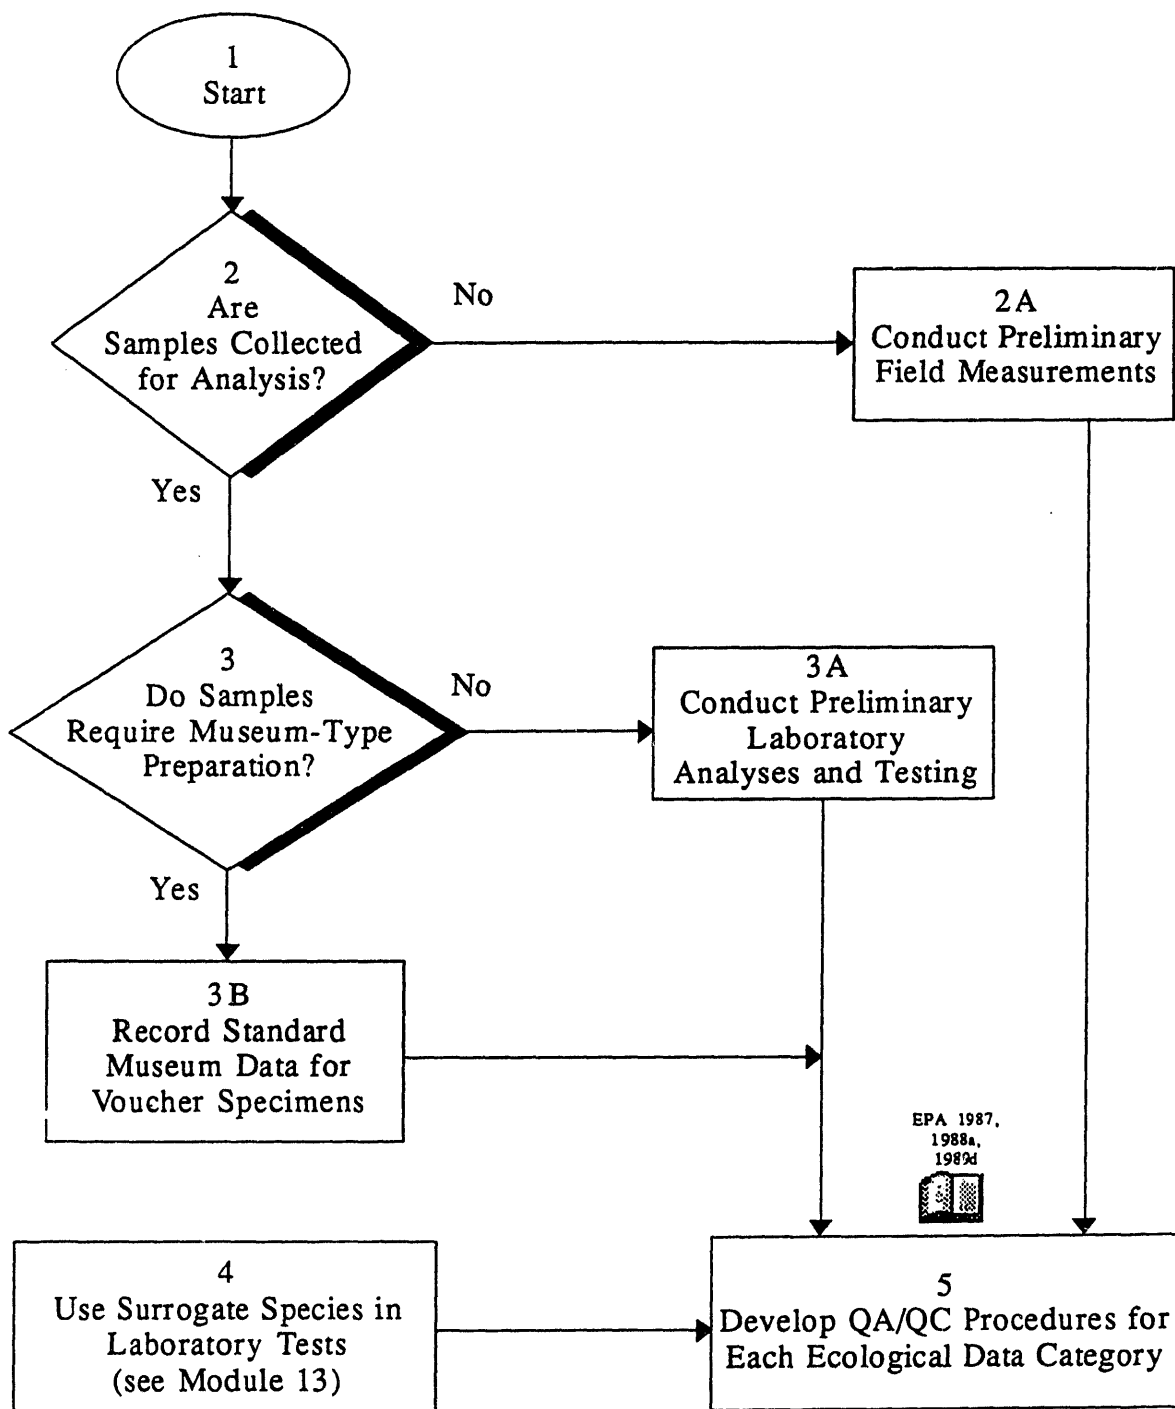 1
Start
2
Are
Samples Collected
for Analysis?
No
2A
Conduct Preliminary
Field Measurements
Yes
3
Do Samples
Require Museum-Type
Preparation?
No
3A
Conduct Preliminary
Laboratory
Analyses and Testing
Yes
3B
Record Standard
Museum Data for
Voucher Specimens
EPA 1987,
1988a,
1989d
4
Use Surrogate Species in
Laboratory Tests
(see Module 13)
5
Develop QA/QC Procedures for
Each Ecological Data Category